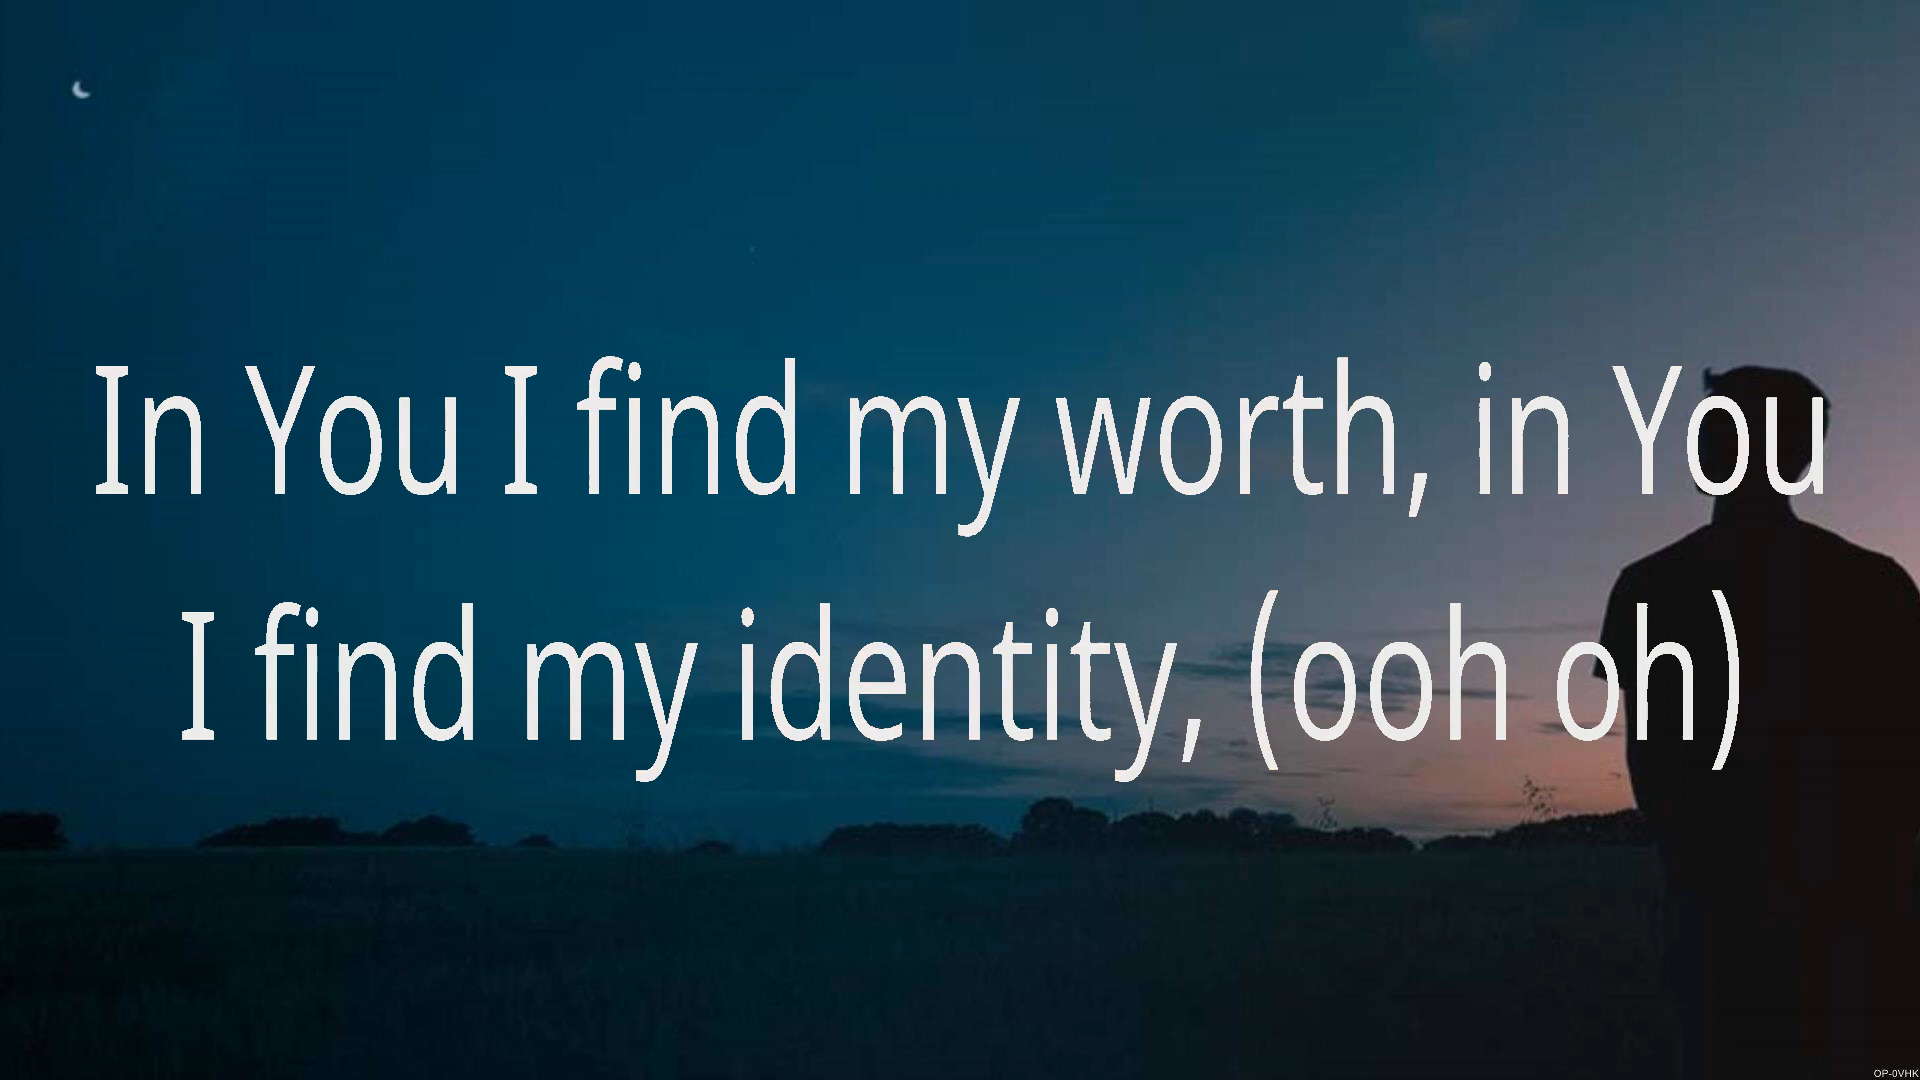 In You I find my worth, in You
I find my identity, (ooh oh)
OP-0VHK